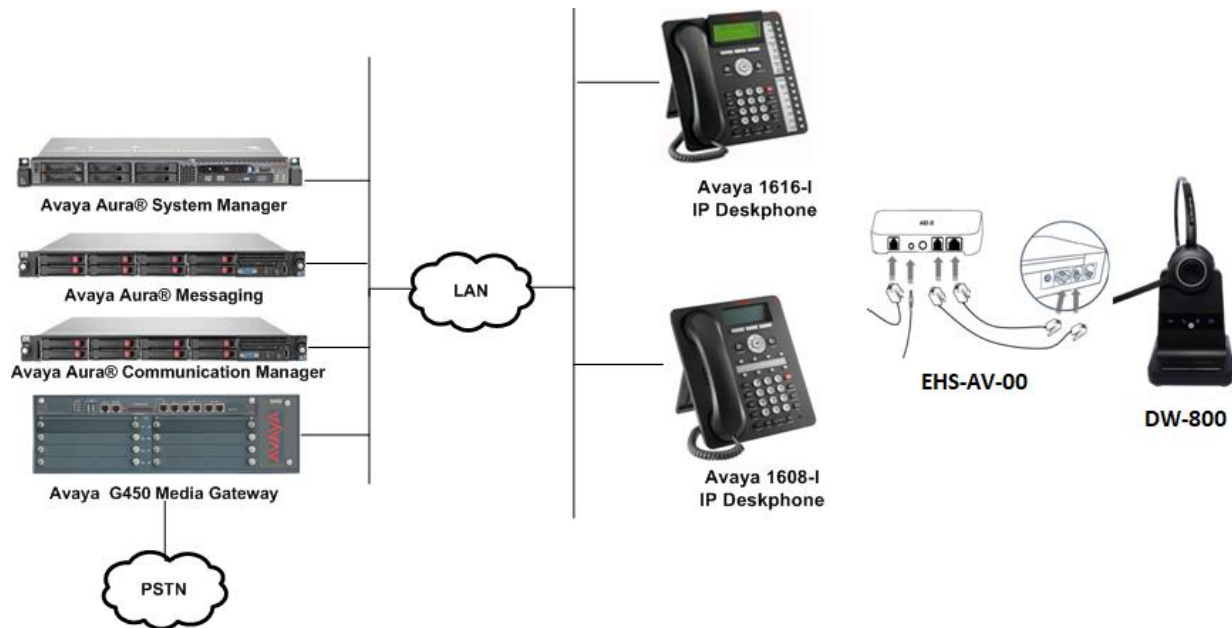 Avaya Aura® System Manager
Avaya Aura® Messaging
Avaya Aura® Communication Manager
AVAYA
Avaya G450 Media Gateway
PSTN
LAN
Avaya 1616-I
IP Deskphone
Avaya 1608-I
IP Deskphone
EHS-AV-00
DW-800